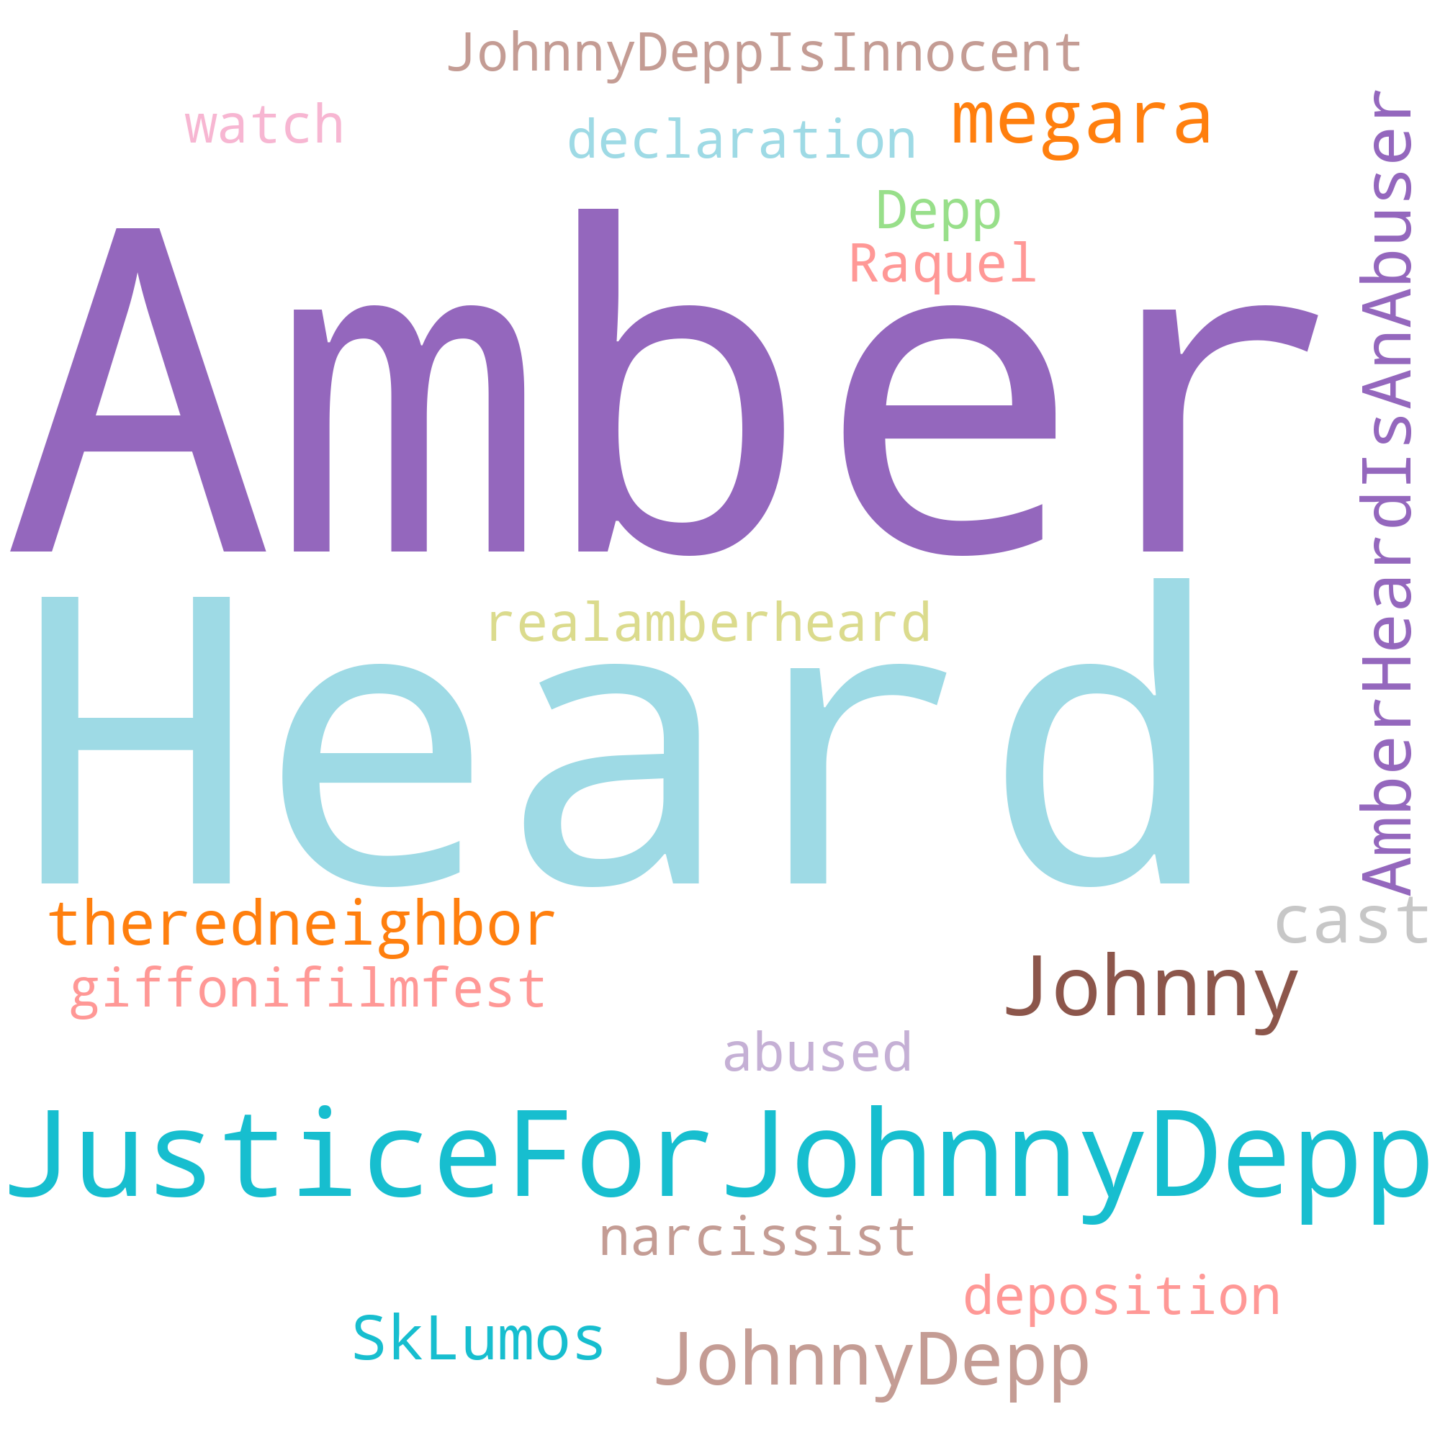 JohnnyDeppIsInnocent
watch
declaration
megara
AmberHeardIsAnAbuser
Depp
Raquel
Amber
realamberheard
Heard
theredneighbor
cast
giffonifilmfest
Johnny
abused
JusticeForJohnnyDepp
narcissist
deposition
SkLumos
JohnnyDepp